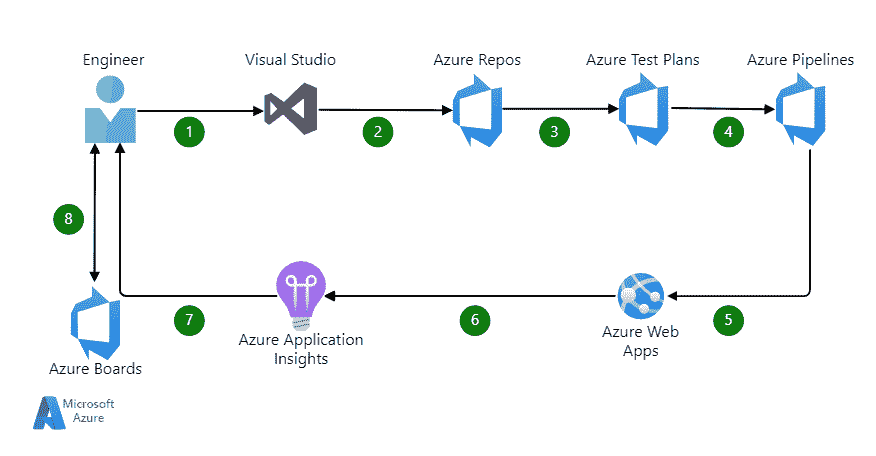 Engineer
Visual Studio
Azure Repos
Azure Test Plans
Azure Pipelines
1
2
3
4
8
7
6
5
Azure Application
Insights
Azure Web
Apps
Azure Boards
Microsoft
Azure